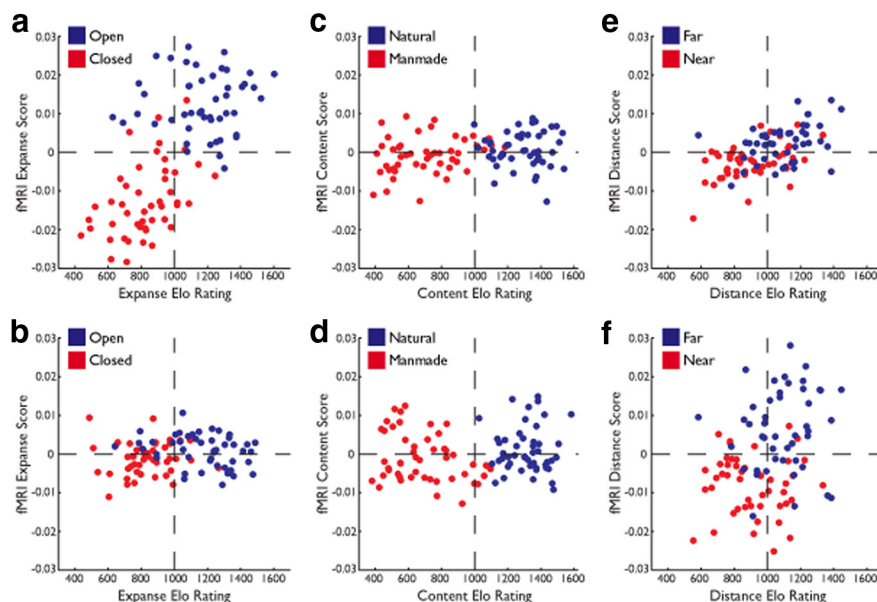 a
Open
Closed
0.03
0.02
0.01
0
-0.01
-0.02
-0.03
fMRI Expanse Score
400 600 800 1000 1200 1400 1600
Expanse Elo Rating
c
Natural
Manmade
0.03
0.02
0.01
0
-0.01
-0.02
-0.03
fMRI Content Score
400 600 800 1000 1200 1400 1600
Content Elo Rating
e
Far
Near
0.03
0.02
0.01
0
-0.01
-0.02
-0.03
fMRI Distance Score
400 600 800 1000 1200 1400 1600
Distance Elo Rating
b
Open
Closed
0.03
0.02
0.01
0
-0.01
-0.02
-0.03
fMRI Expanse Score
400 600 800 1000 1200 1400 1600
Expanse Elo Rating
d
Natural
Manmade
0.03
0.02
0.01
0
-0.01
-0.02
-0.03
fMRI Content Score
400 600 800 1000 1200 1400 1600
Content Elo Rating
f
Far
Near
0.03
0.02
0.01
0
-0.01
-0.02
-0.03
fMRI Distance Score
400 600 800 1000 1200 1400 1600
Distance Elo Rating